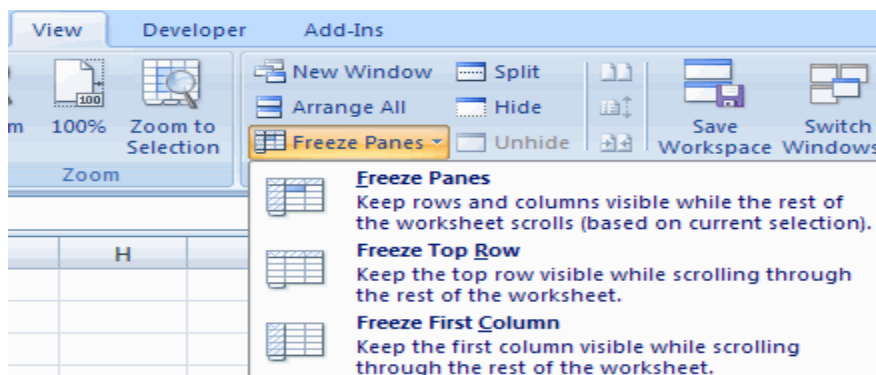 View Developer Add-Ins
New Window Split
Arrange All Hide
Freeze Panes Unhide
100
m 100% Zoom to Selection
Save Workspace Switch Windows
Zoom
H
Freeze Panes
Keep rows and columns visible while the rest of
the worksheet scrolls (based on current selection).
Freeze Top Row
Keep the top row visible while scrolling through
the rest of the worksheet.
Freeze First Column
Keep the first column visible while scrolling
through the rest of the worksheet.